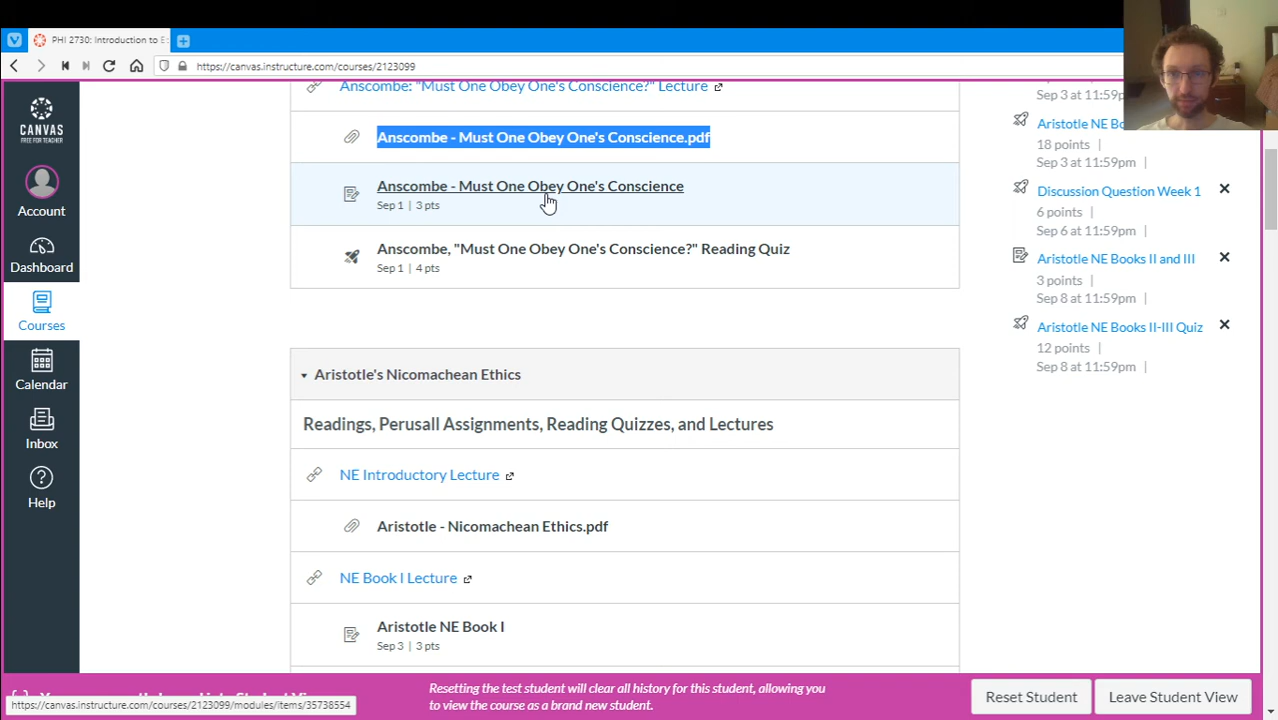 PHI 2730: Introduction to E
https://canvas.instructure.com/courses/2123099
CANVAS
FREE FOR TEACHER
Account
Dashboard
Courses
Calendar
Inbox
Help
Anscombe: "Must One Obey One's Conscience?" Lecture
Anscombe - Must One Obey One's Conscience.pdf
Anscombe - Must One Obey One's Conscience
Sep 1 | 3 pts
Anscombe, "Must One Obey One's Conscience?" Reading Quiz
Sep 1 | 4 pts
Aristotle's Nicomachean Ethics
Readings, Perusall Assignments, Reading Quizzes, and Lectures
NE Introductory Lecture
Aristotle - Nicomachean Ethics.pdf
NE Book I Lecture
Aristotle NE Book I
Sep 3 | 3 pts
Sep 3 at 11:59p
Aristotle NE Bo
18 points |
Sep 3 at 11:59pm |
Discussion Question Week 1
6 points |
Sep 6 at 11:59pm |
Aristotle NE Books II and III
3 points |
Sep 8 at 11:59pm |
Aristotle NE Books II-III Quiz
12 points |
Sep 8 at 11:59pm |
Resetting the test student will clear all history for this student, allowing you
to view the course as a brand new student.
Reset Student
Leave Student View
https://canvas.instructure.com/courses/2123099/modules/items/35738554